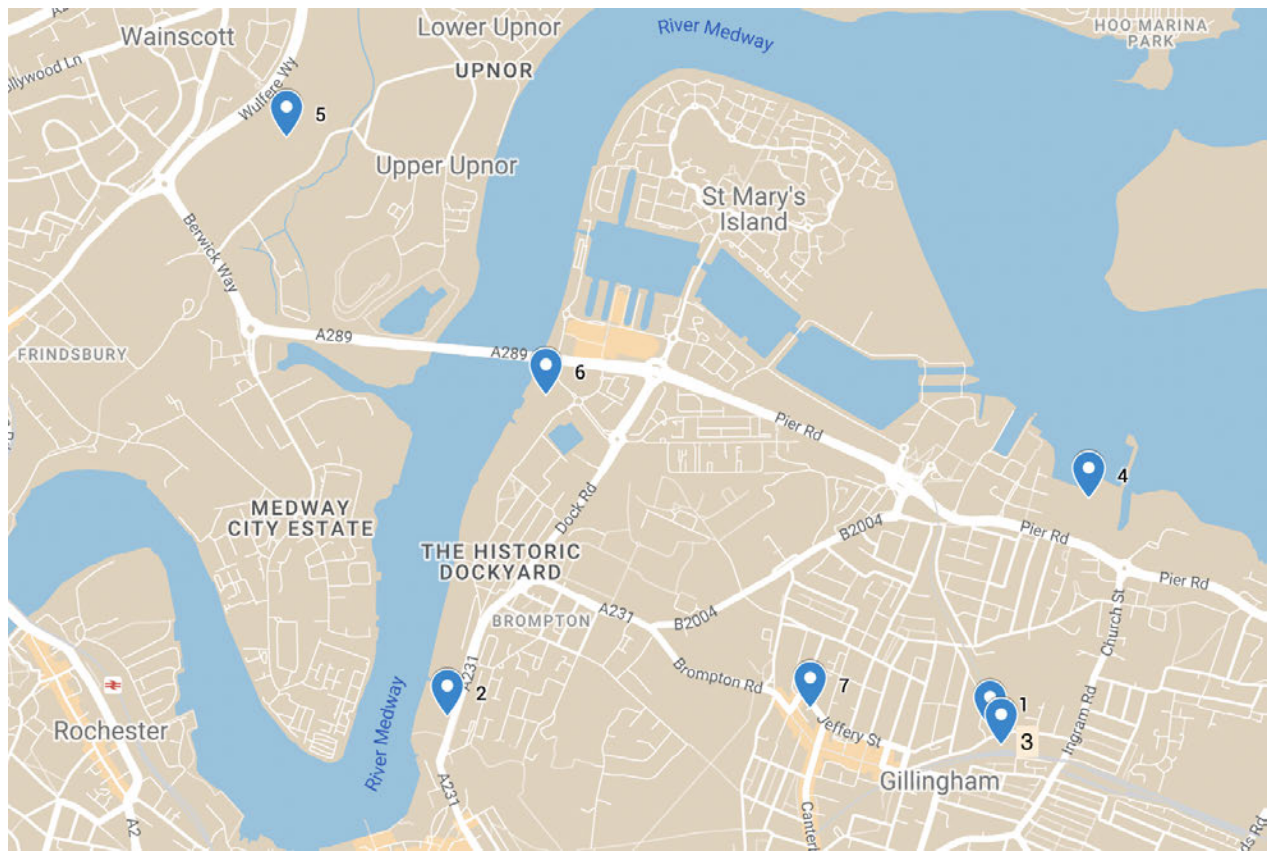 Wainscott
Lower Upnor
River Medway
HOO MARINA
PARK
UPNOR
Wulfere Wy
5
Upper Upnor
St Mary's
Island
Berwick Way
A289
A289
FRINDSBURY
6
Pier Rd
4
MEDWAY
CITY ESTATE
Dock Rd
B2004
Pier Rd
THE HISTORIC
DOCKYARD
Pier Rd
A231
B2004
BROMPTON
Church St
Brompton Rd
A231
2
7
1
Jeffery St
3
Ingram Rd
Rochester
River Medway
Gillingham
A231
A2